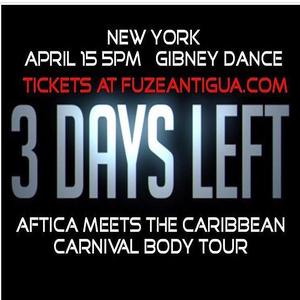 NEW YORK
APRIL 15 5PM GIBNEY DANCE
TICKETS AT FUZEANTIGUA.COM
3 DAYS LEFT
AFTICA MEETS THE CARIBBEAN
CARNIVAL BODY TOUR